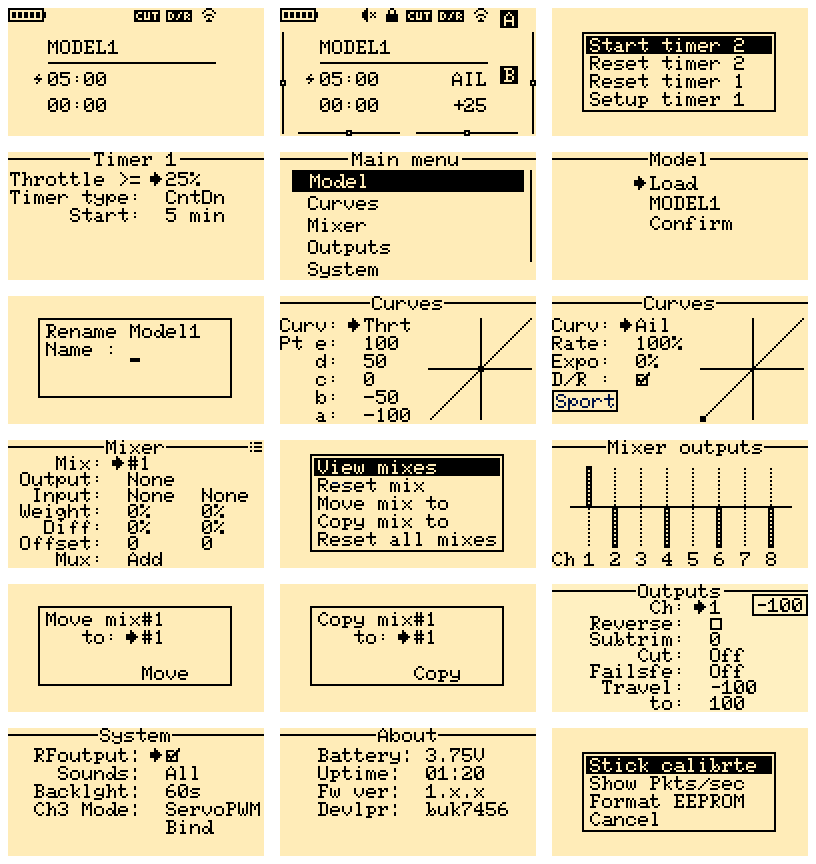 CUT D/R
MODEL1
05:00
00:00
CUT D/R A
MODEL1
05:00 AIL B
00:00 +25
Start timer 2
Reset timer 2
Reset timer 1
Setup timer 1
Timer 1
Throttle >= 25%
Timer type: CntDn
Start: 5 min
Main menu
Model
Curves
Mixer
Outputs
System
Model
Load
MODEL1
Confirm
Rename Model1
Name : _
Curves
Curv: Thrt
Pt e: 100
d: 50
c: 0
b: -50
a: -100
Curves
Curv: Ail
Rate: 100%
Expo: 0%
D/R :
Sport
Mixer
Mix: #1
Output: None
Input: None None
Weight: 0% 0%
Diff: 0% 0%
Offset: 0 0
Mux: Add
View mixes
Reset mix
Move mix to
Copy mix to
Reset all mixes
Mixer outputs
Ch 1 2 3 4 5 6 7 8
Move mix#1
to: #1
Move
Copy mix#1
to: #1
Copy
Outputs
Ch: 1 -100
Reverse:
Subtrim: 0
Cut: Off
Failsfe: Off
Travel: -100
to: 100
System
RFoutput:
Sounds: All
Backlght: 60s
Ch3 Mode: ServoPWM
Bind
About
Battery: 3.75V
Uptime: 01:20
Fw ver: 1.x.x
Devlpr: buk7456
Stick calibrte
Show Pkts/sec
Format EEPROM
Cancel